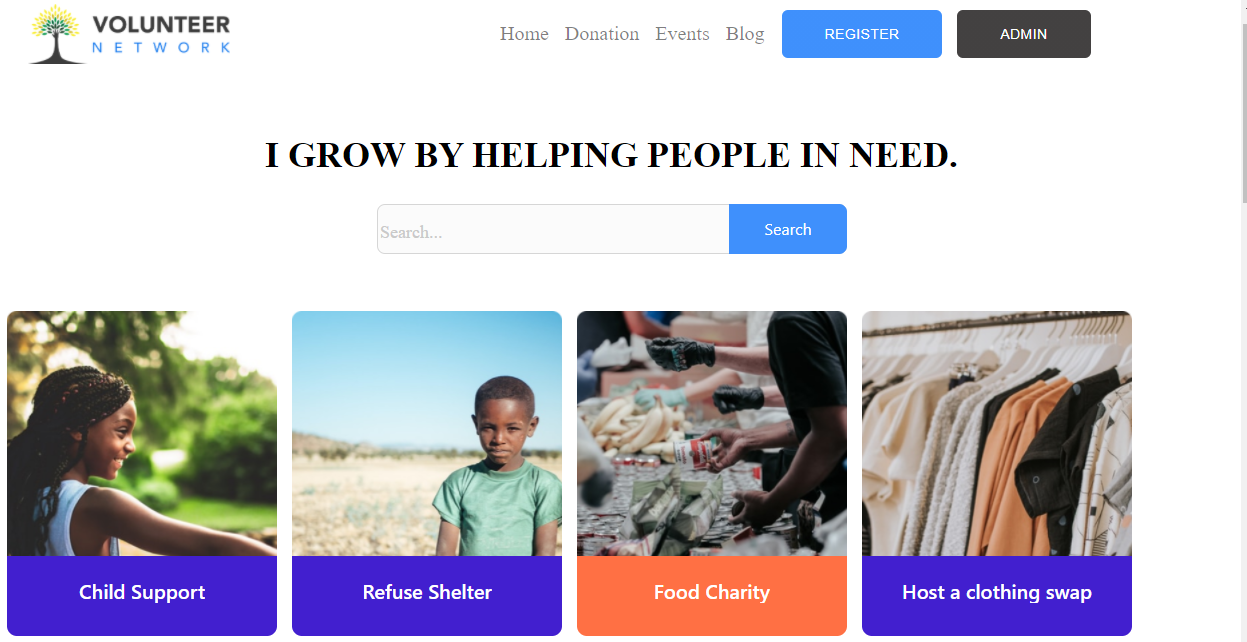 VOLUNTEER
NETWORK
Home Donation Events Blog REGISTER ADMIN
I GROW BY HELPING PEOPLE IN NEED.
Search... Search
Child Support Refuse Shelter Food Charity Host a clothing swap